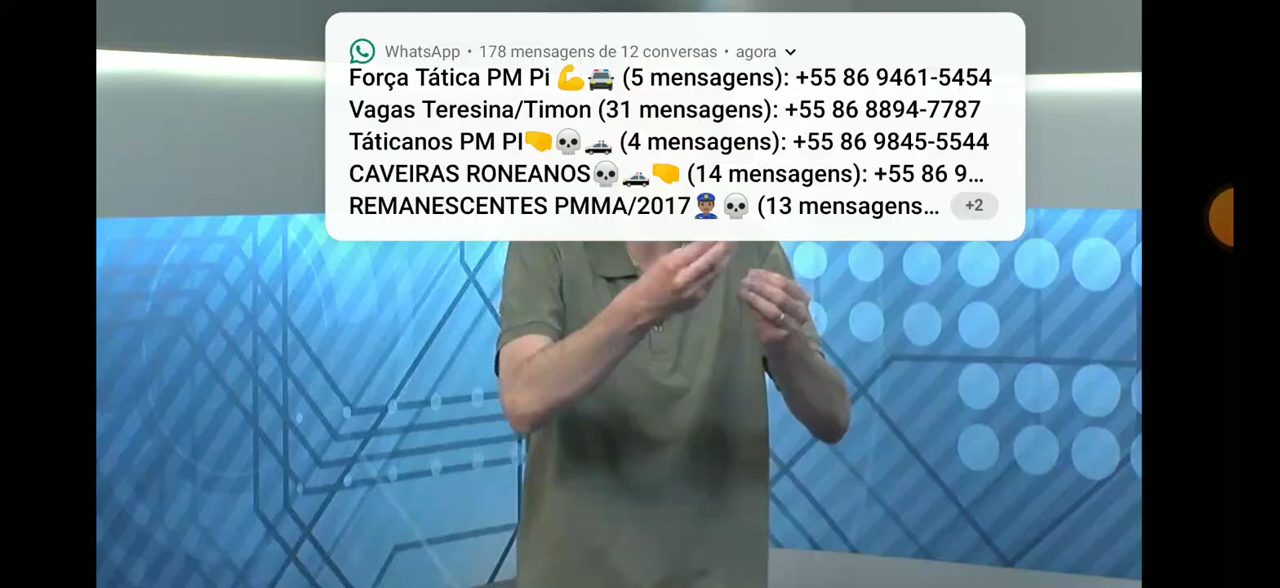 WhatsApp • 178 mensagens de 12 conversas • agora
Força Tática PM Pi 💪🚔 (5 mensagens): +55 86 9461-5454
Vagas Teresina/Timon (31 mensagens): +55 86 8894-7787
Táticanos PM PI🤜💀🚓 (4 mensagens): +55 86 9845-5544
CAVEIRAS RONEANOS💀🚓🤜 (14 mensagens): +55 86 9...
REMANESCENTES PMMA/2017👮🏽💀 (13 mensagens... +2